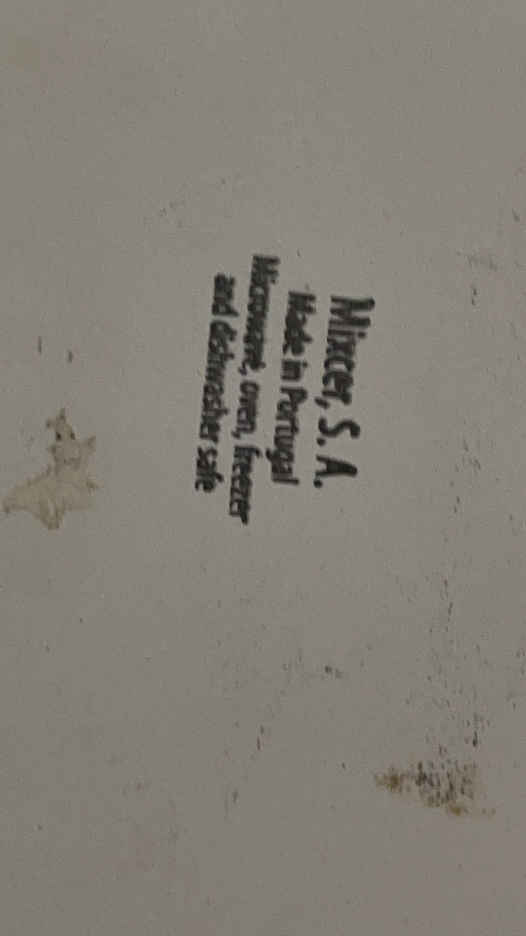 Mixcer, S. A.
Made in Portugal
Microwave, oven, freezer
and dishwasher safe